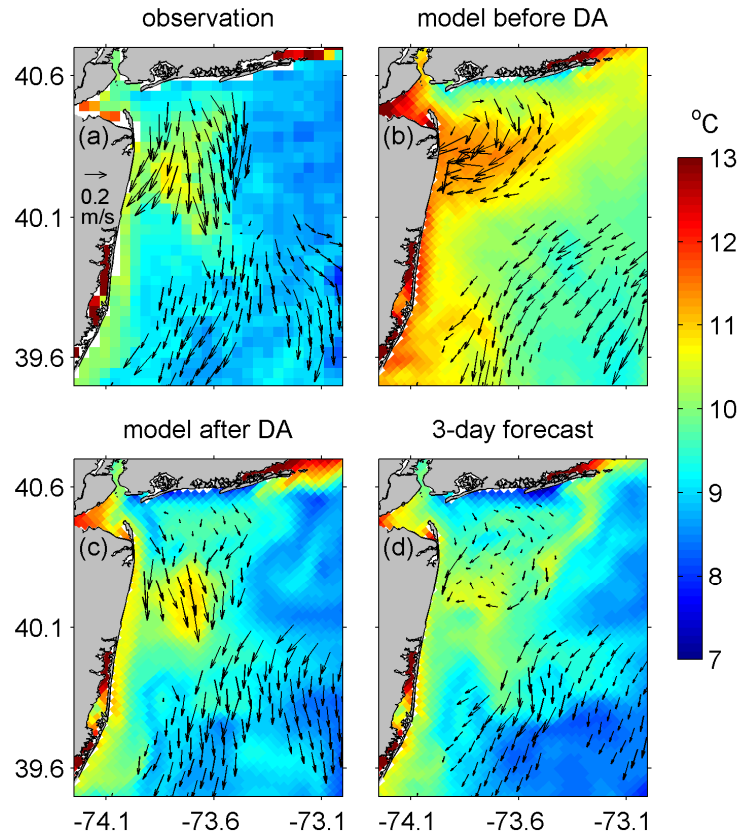 observation
model before DA
40.6
(a)
(b)
0.2
m/s
40.1
39.6
model after DA
3-day forecast
40.6
(c)
(d)
40.1
39.6
-74.1
-73.6
-73.1
-74.1
-73.6
-73.1
°C
13
12
11
10
9
8
7